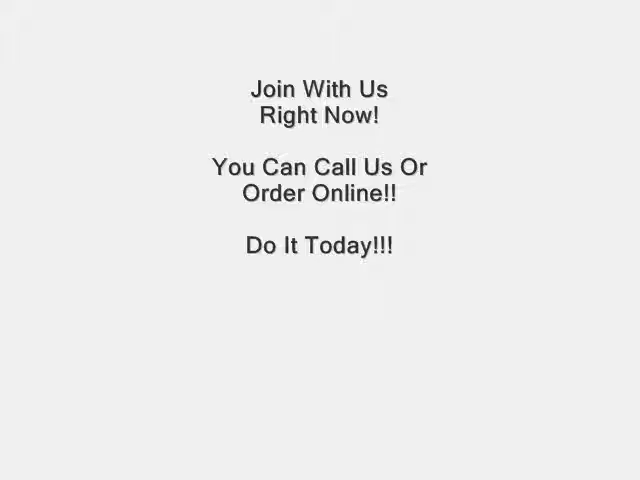 Join With Us
Right Now!
You Can Call Us Or
Order Online!!
Do It Today!!!